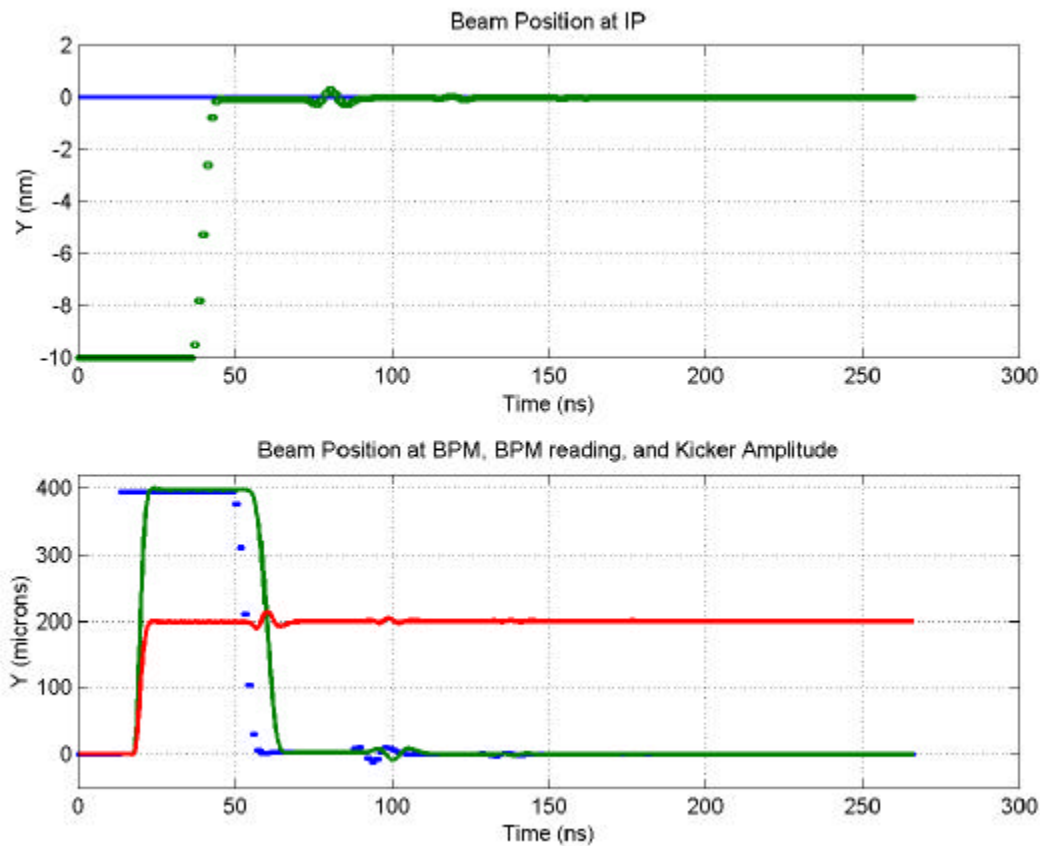 Beam Position at IP
2
0
-2
-4
-6
-8
-10
Y (nm)
0 50 100 150 200 250 300
Time (ns)
Beam Position at BPM, BPM reading, and Kicker Amplitude
400
300
200
100
0
Y (microns)
0 50 100 150 200 250 300
Time (ns)